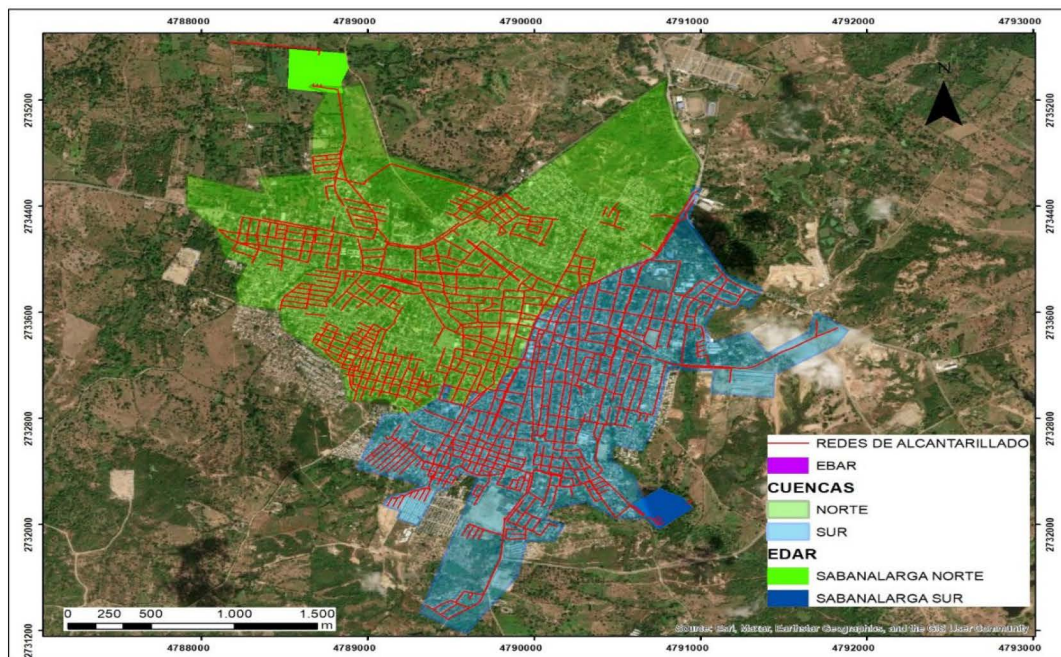 4788000 4789000 4790000 4791000 4792000 4793000
2735200 2735200
N
2734400 2734400
2733600 2733600
2732800 2732800
REDES DE ALCANTARILLADO
EBAR
CUENCAS
NORTE
2732000 2732000
SUR
EDAR
SABANALARGA NORTE
SABANALARGA SUR
0 250 500 1.000 1.500
m
Source: Esri, Maxar, Earthstar Geographics, and the GIS User Community
2731200 2731200
4788000 4789000 4790000 4791000 4792000 4793000